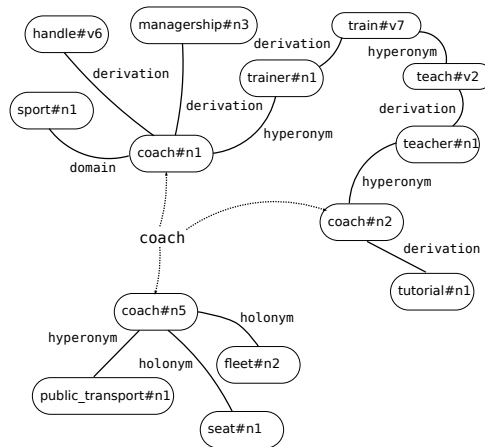 train#v7
managership#n3
handle#v6
derivation
hyperonym
trainer#n1
teach#v2
derivation
sport#n1
derivation
derivation
hyperonym
teacher#n1
coach#n1
domain
hyperonym
coach#n2
coach
derivation
tutorial#n1
coach#n5
holonym
hyperonym
holonym
fleet#n2
public_transport#n1
seat#n1